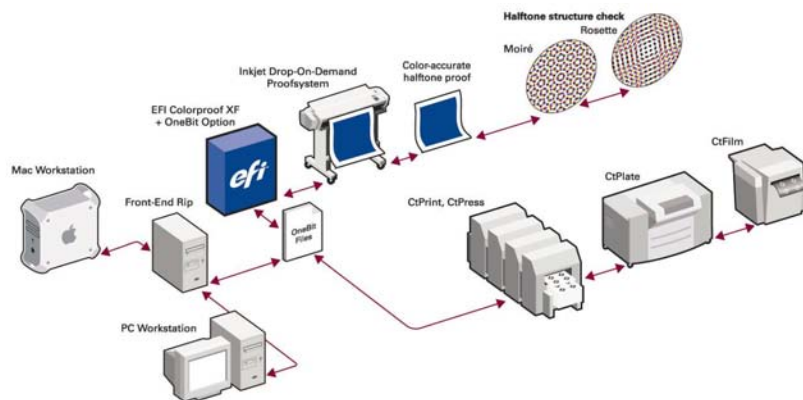 Halftone structure check
Rosette
Moiré
Color-accurate
halftone proof
Inkjet Drop-On-Demand
Proofsystem
EFI Colorproof XF
+ OneBit Option
efi
Mac Workstation
Front-End Rip
OneBit
Files
CtPrint, CtPress
CtPlate
CtFilm
PC Workstation